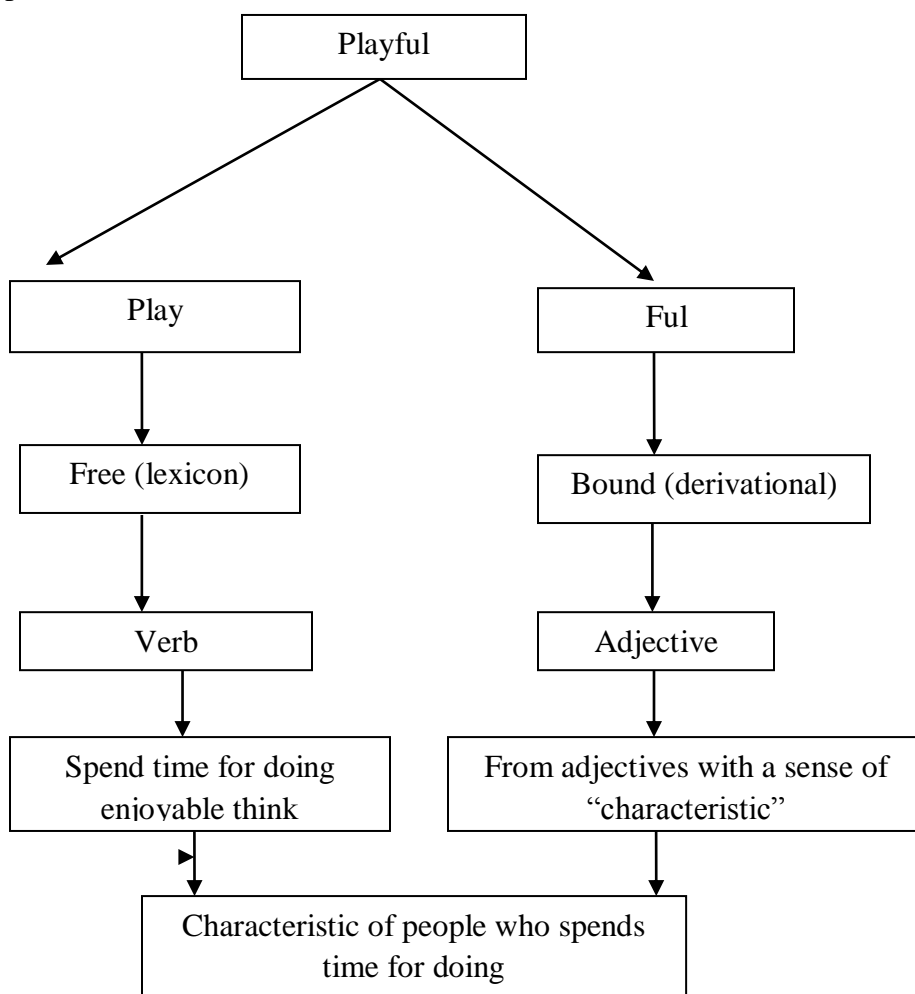 Playful
Play
Ful
Free (lexicon)
Bound (derivational)
Verb
Adjective
Spend time for doing
enjoyable think
From adjectives with a sense of
“characteristic”
Characteristic of people who spends
time for doing